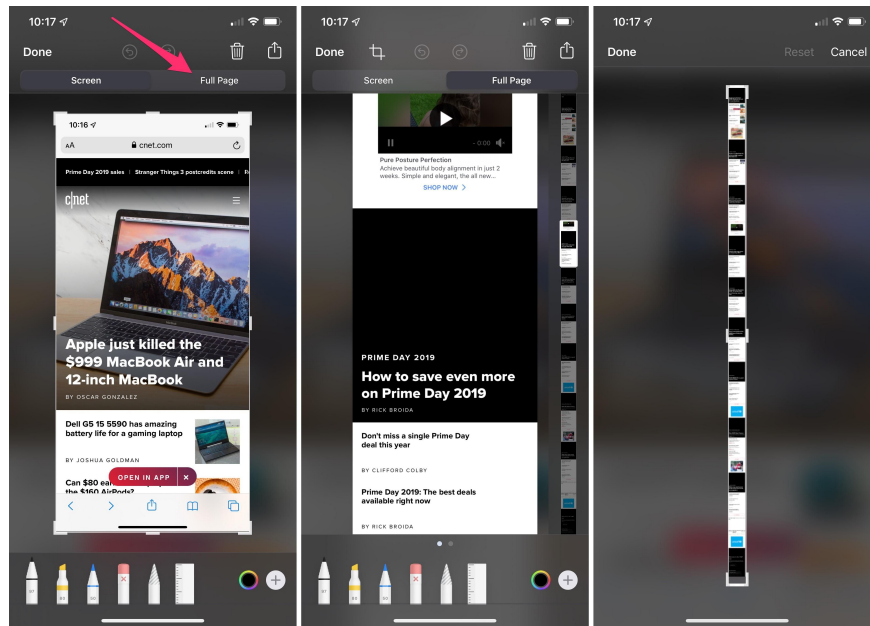 10:17
Done
Screen
Full Page
10:16
AA
cnet.com
Prime Day 2019 sales | Stranger Things 3 postcredits scene
c|net
Apple just killed the
$999 MacBook Air and
12-inch MacBook
BY OSCAR GONZALEZ
Dell G5 15 5590 has amazing
battery life for a gaming laptop
BY JOSHUA GOLDMAN
OPEN IN APP
Can $80
the $160 AirPods?
10:17
Done
Screen
Full Page
- 0:00
Pure Posture Perfection
Achieve beautiful body alignment in just 2
weeks. Simple and elegant, the all new...
SHOP NOW >
PRIME DAY 2019
How to save even more
on Prime Day 2019
BY RICK BROIDA
Don't miss a single Prime Day
deal this year
BY CLIFFORD COLBY
Prime Day 2019: The best deals
available right now
BY RICK BROIDA
10:17
Done
Reset
Cancel